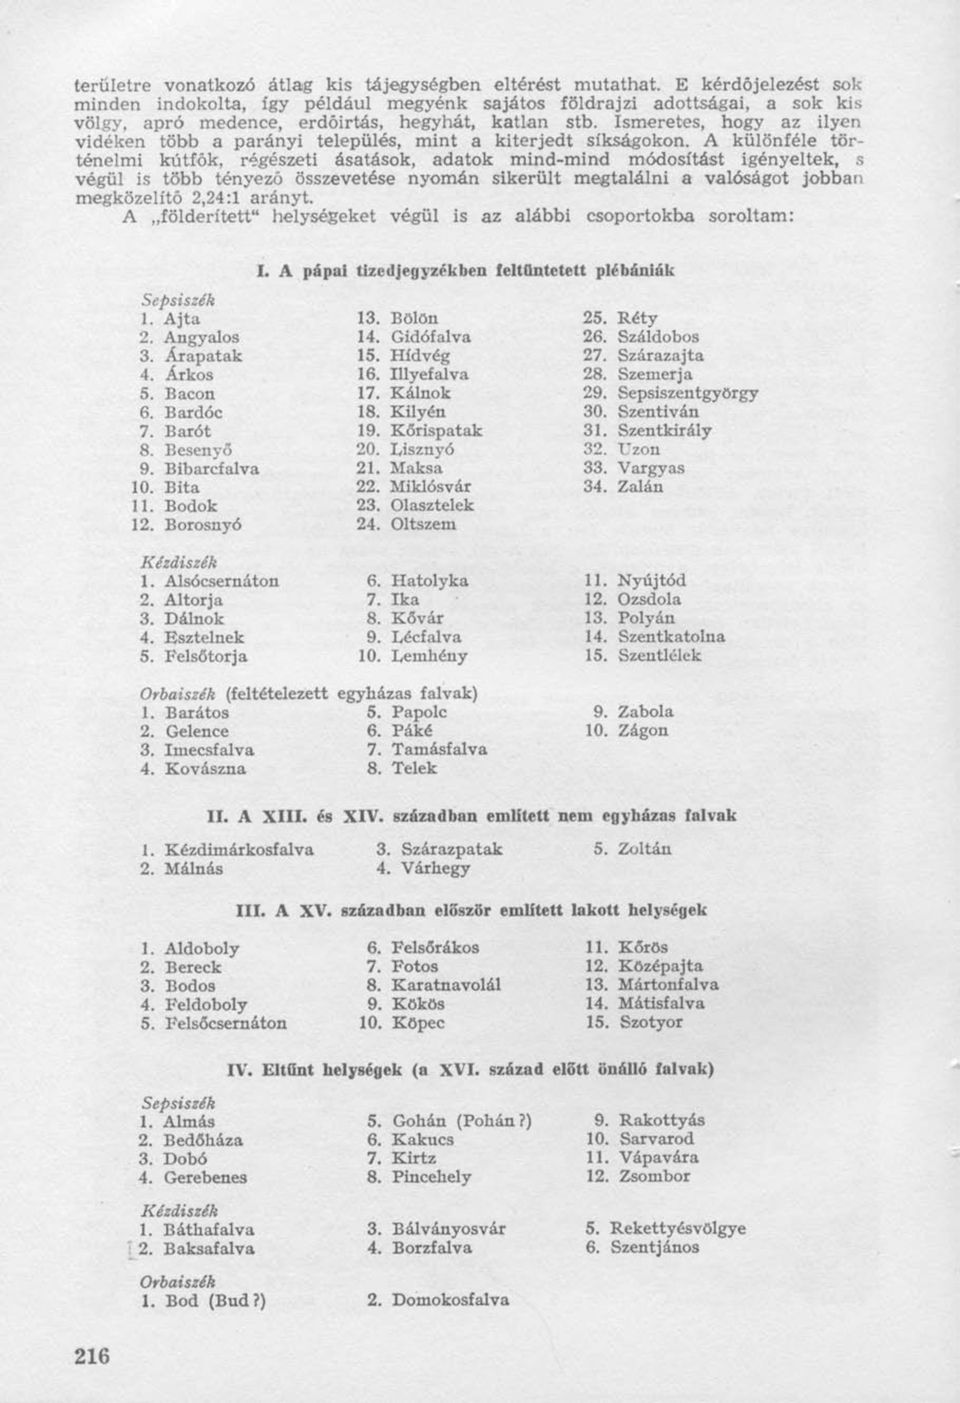 területre vonatkozó átlag kis tájegységben eltérést mutathat. E kérdőjelezést sok
minden indokolta, így például megyénk sajátos földrajzi adottságai, a sok kis
völgy, apró medence, erdőirtás, hegyhát, katlan stb. Ismeretes, hogy az ilyen
vidéken több a parányi település, mint a kiterjedt síkságokon. A különféle tör-
ténelmi kútfők, régészeti ásatások, adatok mind-mind módosítást igényeltek, s
végül is több tényező összevetése nyomán sikerült megtalálni a valóságot jobban
megközelítő 2,24:1 arányt.
A „földerített“ helységeket végül is az alábbi csoportokba soroltam:
I. A pápai tizedjegyzékben feltüntetett plébániák
Sepsiszék
1. Ajta 13. Bölön 25. Réty
2. Angyalos 14. Gidófalva 26. Száldobos
3. Árapatak 15. Hídvég 27. Szárazajta
4. Árkos 16. Illyefalva 28. Szemerja
5. Bacon 17. Kálnok 29. Sepsiszentgyörgy
6. Bardóc 18. Kilyén 30. Szentiván
7. Barót 19. Kőrispatak 31. Szentkirály
8. Besenyő 20. Lisznyó 32. Uzon
9. Bibarcfalva 21. Maksa 33. Vargyas
10. Bita 22. Miklósvár 34. Zalán
11. Bodok 23. Olasztelek
12. Borosnyó 24. Oltszem
Kézdiszék
1. Alsócsernáton 6. Hatolyka 11. Nyújtód
2. Altorja 7. Ika 12. Ozsdola
3. Dálnok 8. Kővár 13. Polyán
4. Esztelnek 9. Lécfalva 14. Szentkatolna
5. Felsőtorja 10. Lemhény 15. Szentlélek
Orbaiszék (feltételezett egyházas falvak)
1. Barátos 5. Papolc 9. Zabola
2. Gelence 6. Páké 10. Zágon
3. Imecsfalva 7. Tamásfalva
4. Kovászna 8. Telek
II. A XIII. és XIV. században említett nem egyházas falvak
1. Kézdimárkosfalva 3. Szárazpatak 5. Zoltán
2. Málnás 4. Várhegy
III. A XV. században először említett lakott helységek
1. Aldoboly 6. Felsőrákos 11. Kőrös
2. Bereck 7. Fotos 12. Középajta
3. Bodos 8. Karatnavolál 13. Mártonfalva
4. Feldoboly 9. Kökös 14. Mátisfalva
5. Felsőcsernáton 10. Köpec 15. Szotyor
IV. Eltűnt helységek (a XVI. század előtt önálló falvak)
Sepsiszék
1. Almás 5. Gohán (Pohán?) 9. Rakottyás
2. Bedőháza 6. Kakucs 10. Sarvarod
3. Dobó 7. Kirtz 11. Vápavára
4. Gerebenes 8. Pincehely 12. Zsombor
Kézdiszék
1. Báthafalva 3. Bálványosvár 5. Rekettyésvölgye
2. Baksafalva 4. Borzfalva 6. Szentjános
Orbaiszék
1. Bod (Bud?) 2. Domokosfalva
216